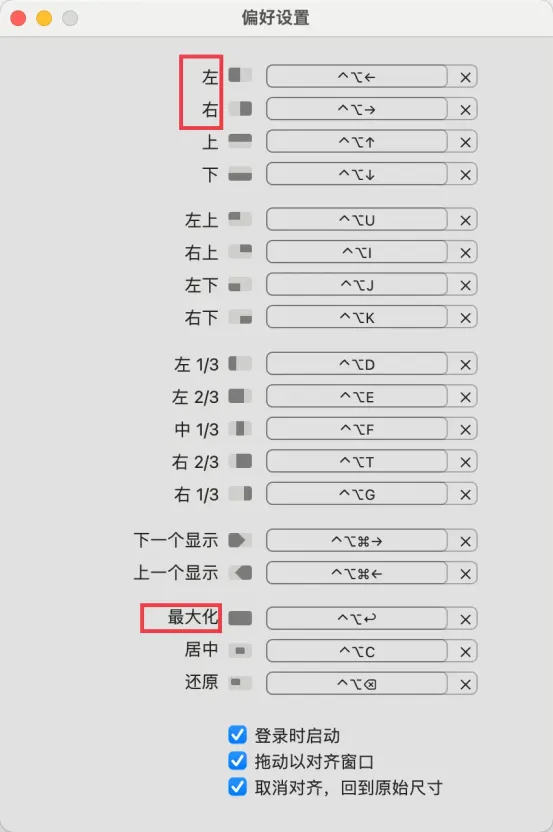 偏好设置
左 ^⌥← ×
右 ^⌥→ ×
上 ^⌥↑ ×
下 ^⌥↓ ×
左上 ^⌥U ×
右上 ^⌥I ×
左下 ^⌥J ×
右下 ^⌥K ×
左 1/3 ^⌥D ×
左 2/3 ^⌥E ×
中 1/3 ^⌥F ×
右 2/3 ^⌥T ×
右 1/3 ^⌥G ×
下一个显示 ^⌥⌘→ ×
上一个显示 ^⌥⌘← ×
最大化 ^⌥↩ ×
居中 ^⌥C ×
还原 ^⌥⌫ ×
登录时启动
拖动以对齐窗口
取消对齐，回到原始尺寸